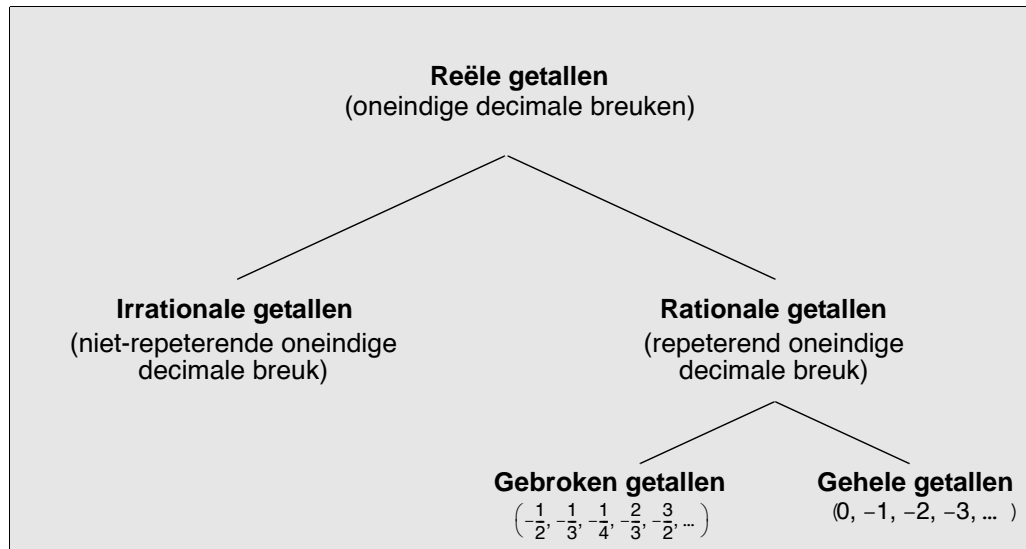 Reële getallen
(oneindige decimale breuken)
Irrationale getallen
(niet-repeterende oneindige
decimale breuk)
Rationale getallen
(repeterend oneindige
decimale breuk)
Gebroken getallen
(−1/2, −1/3, −1/4, −2/3, −3/2, ...)
Gehele getallen
(0, −1, −2, −3, ... )